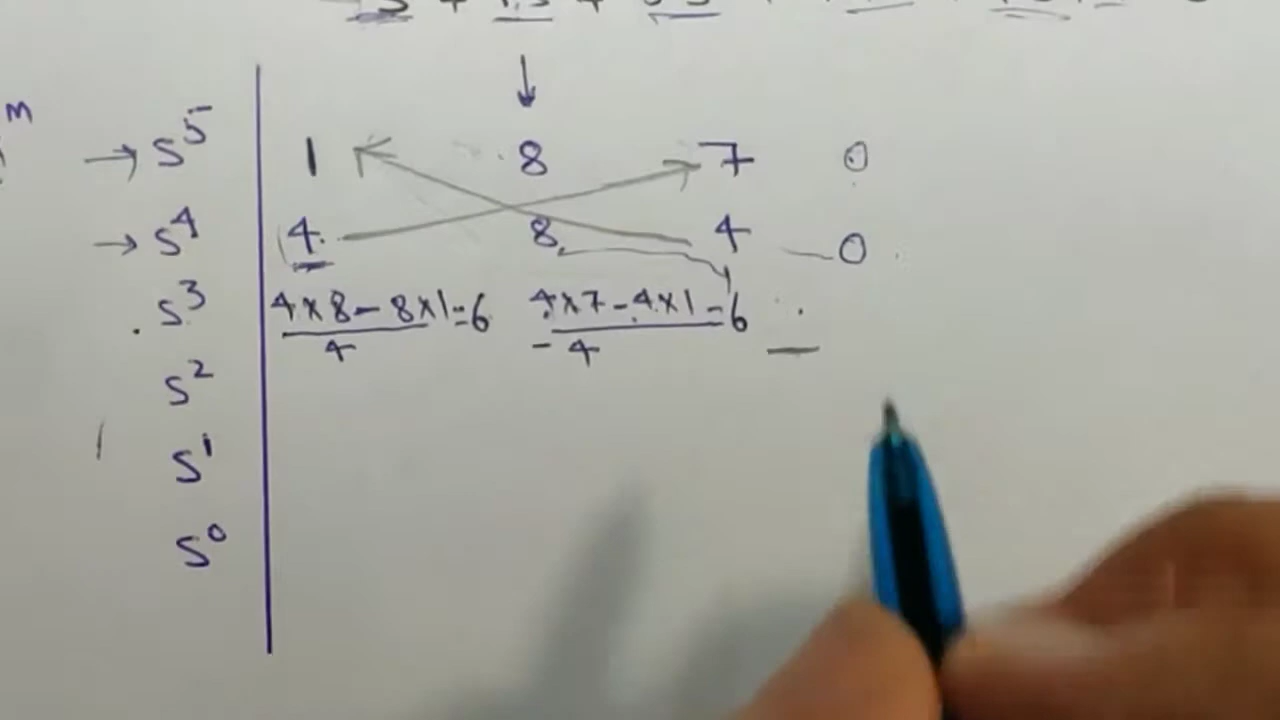 m
→ s⁵ 1 8 7 0
→ s⁴ 4 8 4 0
s³ 4×8-8×1=6 4×7-4×1=6
4 4
s²
s¹
s⁰